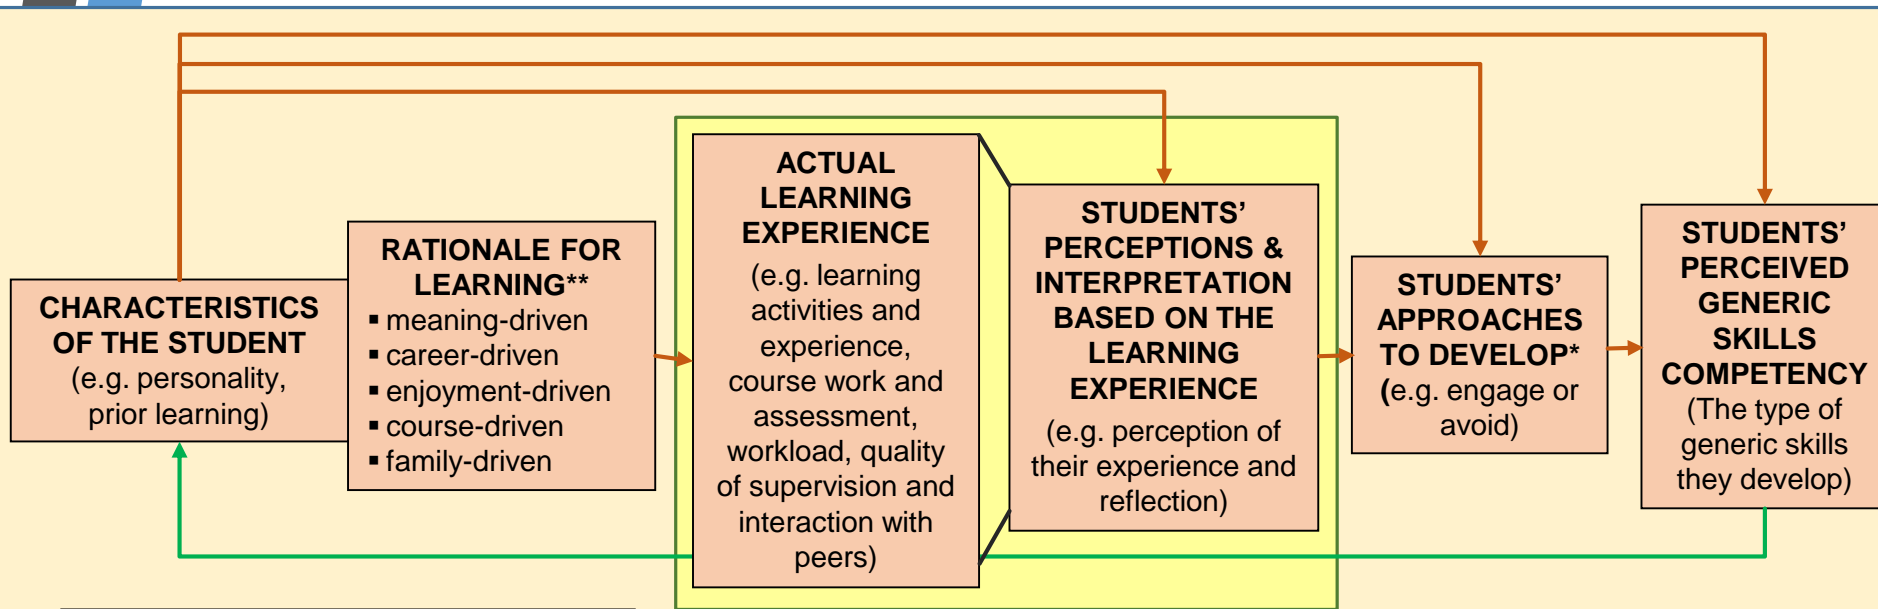 CHARACTERISTICS
OF THE STUDENT
(e.g. personality,
prior learning)
RATIONALE FOR
LEARNING**
▪ meaning-driven
▪ career-driven
▪ enjoyment-driven
▪ course-driven
▪ family-driven
ACTUAL
LEARNING
EXPERIENCE
(e.g. learning
activities and
experience,
course work and
assessment,
workload, quality
of supervision and
interaction with
peers)
STUDENTS’
PERCEPTIONS &
INTERPRETATION
BASED ON THE
LEARNING
EXPERIENCE
(e.g. perception of
their experience and
reflection)
STUDENTS’
APPROACHES
TO DEVELOP*
(e.g. engage or
avoid)
STUDENTS’
PERCEIVED
GENERIC
SKILLS
COMPETENCY
(The type of
generic skills
they develop)